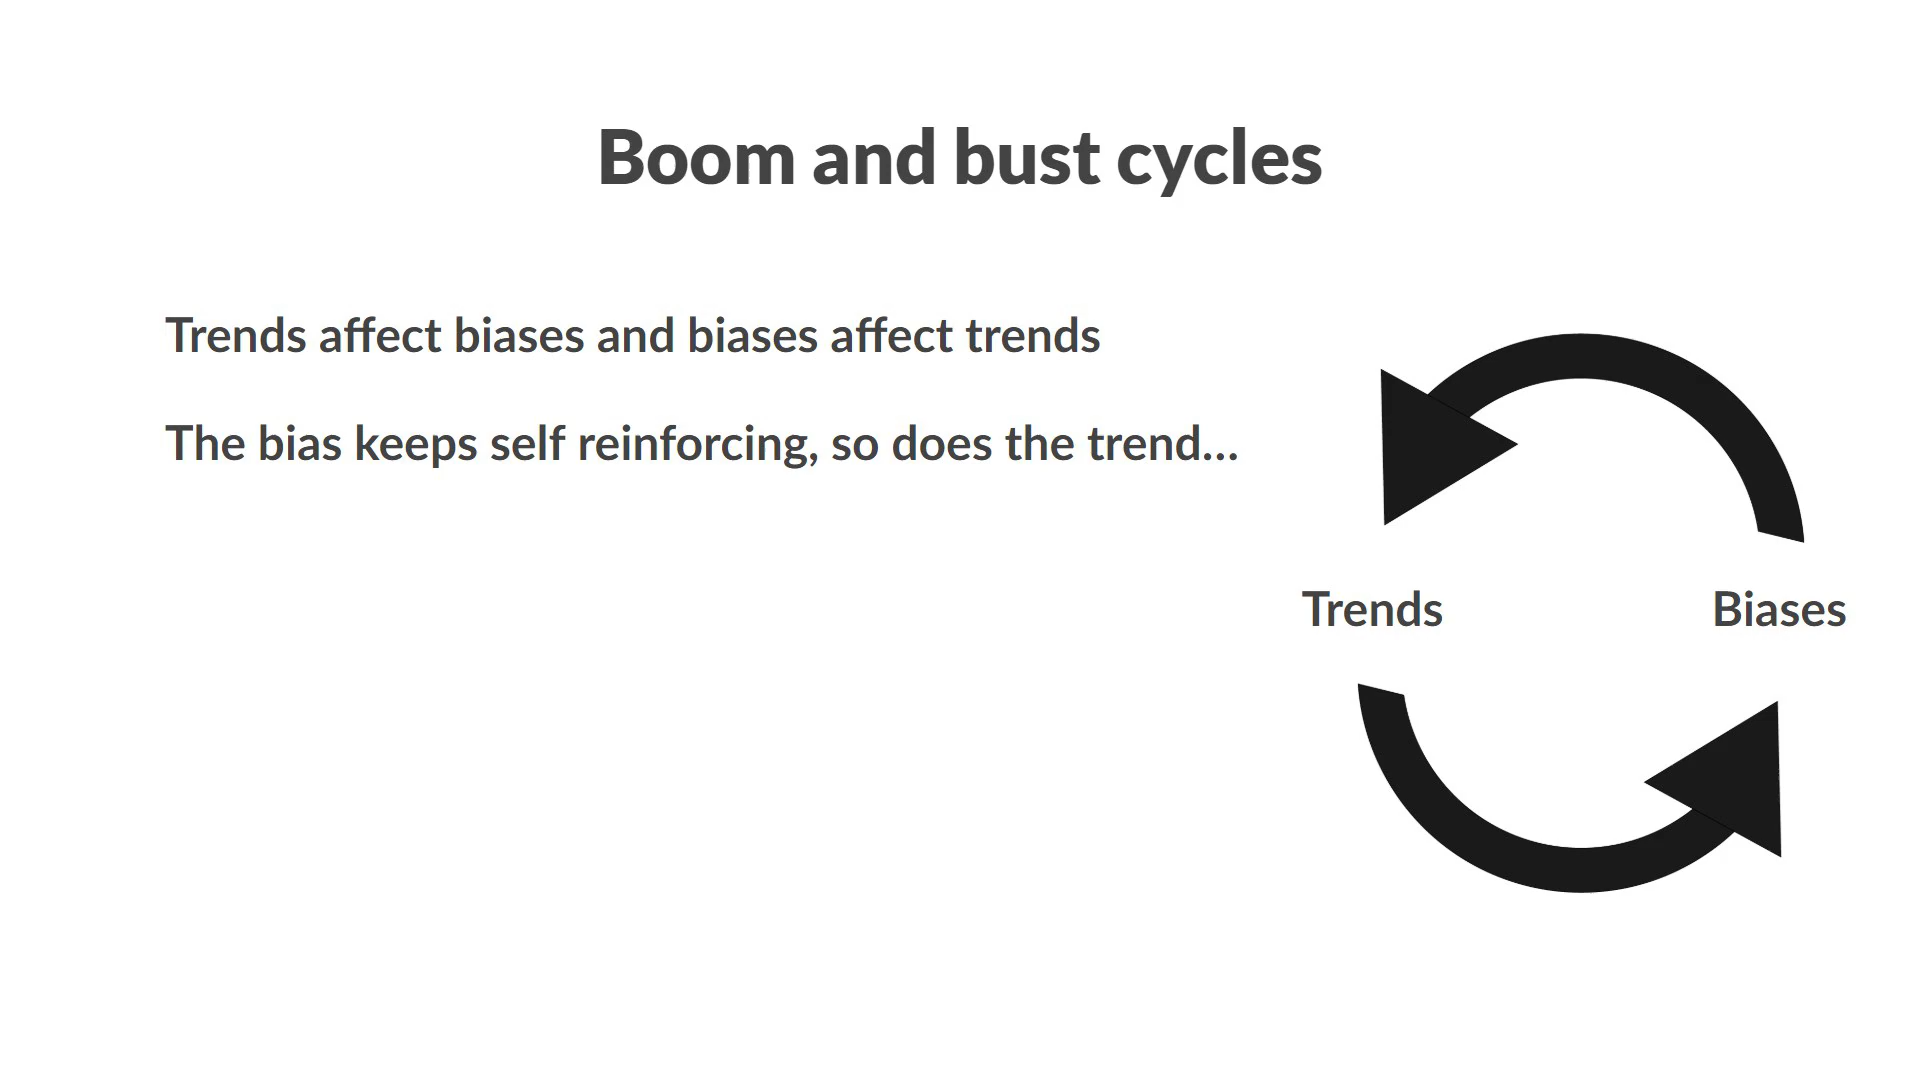 Boom and bust cycles
Trends affect biases and biases affect trends
The bias keeps self reinforcing, so does the trend...
Trends
Biases